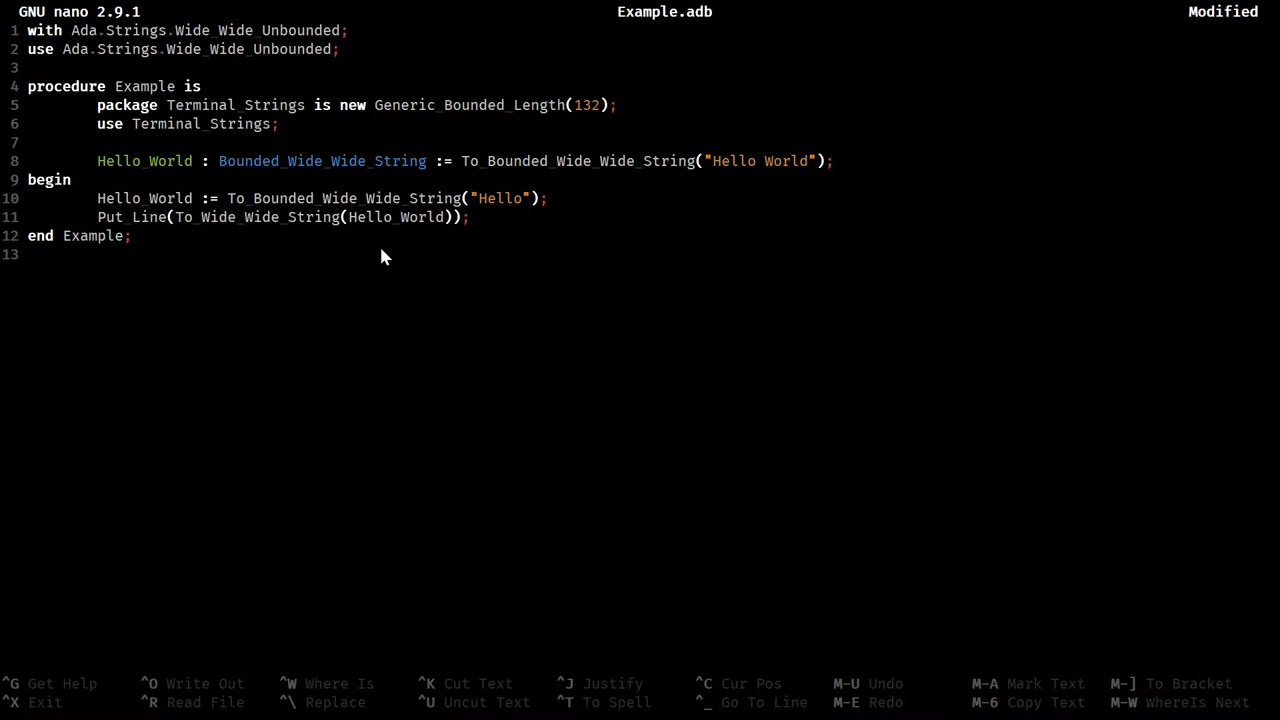 GNU nano 2.9.1 Example.adb Modified
1 with Ada.Strings.Wide_Wide_Unbounded;
2 use Ada.Strings.Wide_Wide_Unbounded;
3
4 procedure Example is
5 package Terminal_Strings is new Generic_Bounded_Length(132);
6 use Terminal_Strings;
7
8 Hello_World : Bounded_Wide_Wide_String := To_Bounded_Wide_Wide_String("Hello World");
9 begin
10 Hello_World := To_Bounded_Wide_Wide_String("Hello");
11 Put_Line(To_Wide_Wide_String(Hello_World));
12 end Example;
13
^G Get Help ^O Write Out ^W Where Is ^K Cut Text ^J Justify ^C Cur Pos M-U Undo M-A Mark Text M-] To Bracket
^X Exit ^R Read File ^\ Replace ^U Uncut Text ^T To Spell ^_ Go To Line M-E Redo M-6 Copy Text M-W WhereIs Next